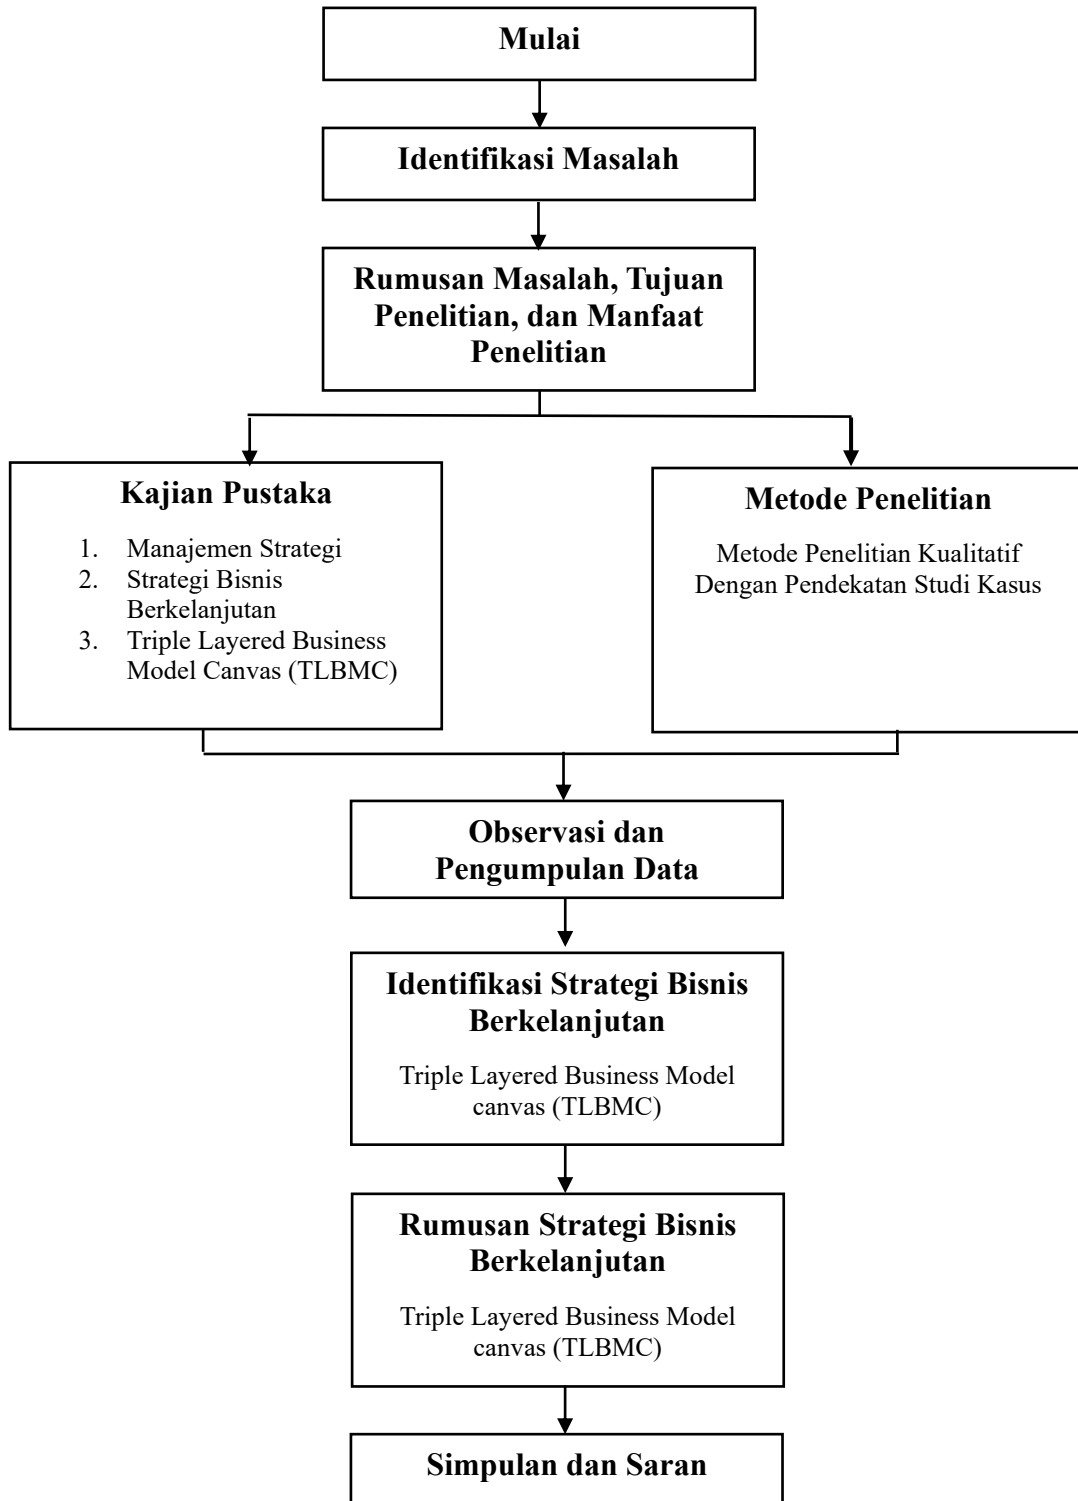 Mulai
Identifikasi Masalah
Rumusan Masalah, Tujuan
Penelitian, dan Manfaat
Penelitian
Kajian Pustaka
1. Manajemen Strategi
2. Strategi Bisnis
Berkelanjutan
3. Triple Layered Business
Model Canvas (TLBMC)
Metode Penelitian
Metode Penelitian Kualitatif
Dengan Pendekatan Studi Kasus
Observasi dan
Pengumpulan Data
Identifikasi Strategi Bisnis
Berkelanjutan
Triple Layered Business Model
canvas (TLBMC)
Rumusan Strategi Bisnis
Berkelanjutan
Triple Layered Business Model
canvas (TLBMC)
Simpulan dan Saran